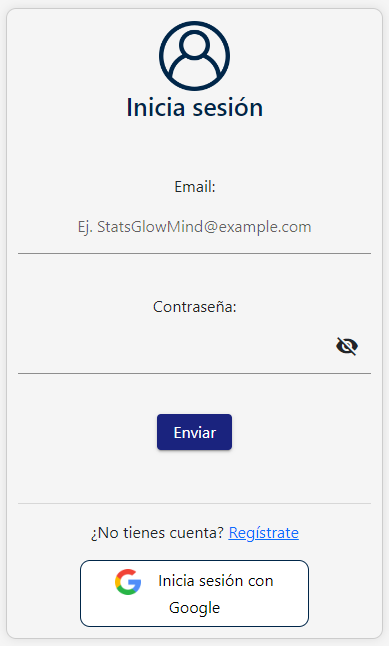 Inicia sesión
Email:
Ej. StatsGlowMind@example.com
Contraseña:
Enviar
¿No tienes cuenta? Regístrate
Inicia sesión con
Google